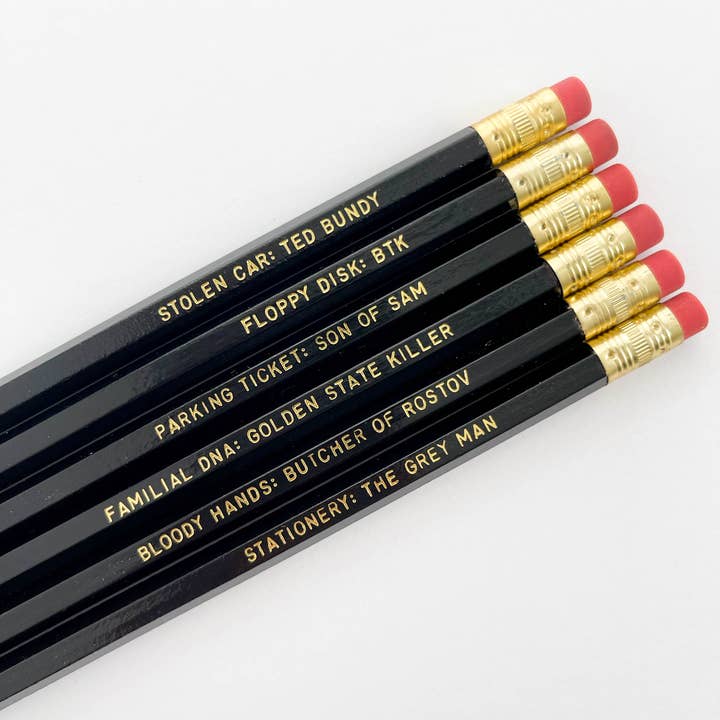 STOLEN CAR: TED BUNDY
FLOPPY DISK: BTK
PARKING TICKET: SON OF SAM
FAMILIAL DNA: GOLDEN STATE KILLER
BLOODY HANDS: BUTCHER OF ROSTOV
STATIONERY: THE GREY MAN